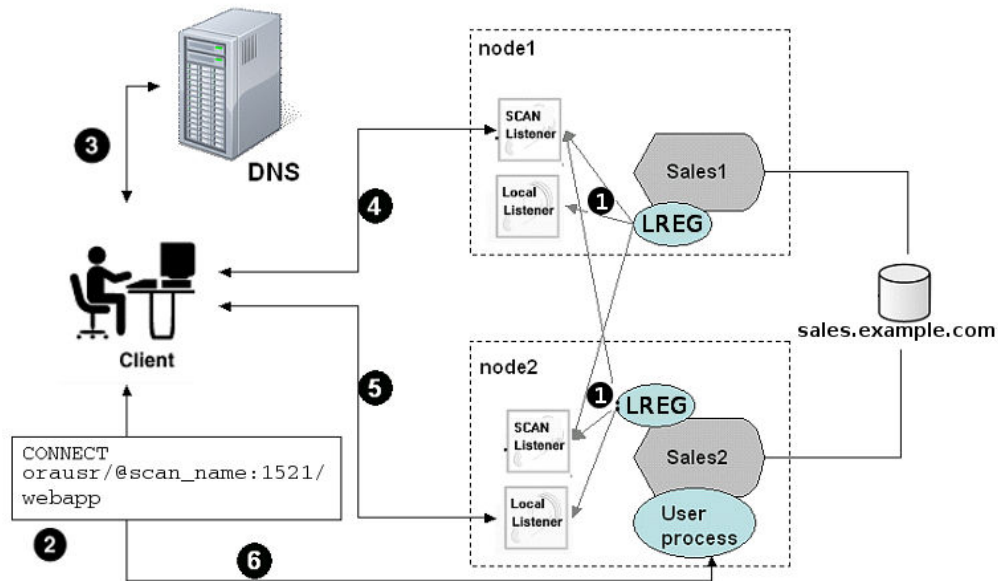 node1
SCAN
Listener
Local
Listener
1
Sales1
LREG
DNS
3
4
Client
sales.example.com
node2
1
LREG
SCAN
Listener
Sales2
Local
Listener
User
process
5
CONNECT
orausr/@scan_name:1521/
webapp
2
6